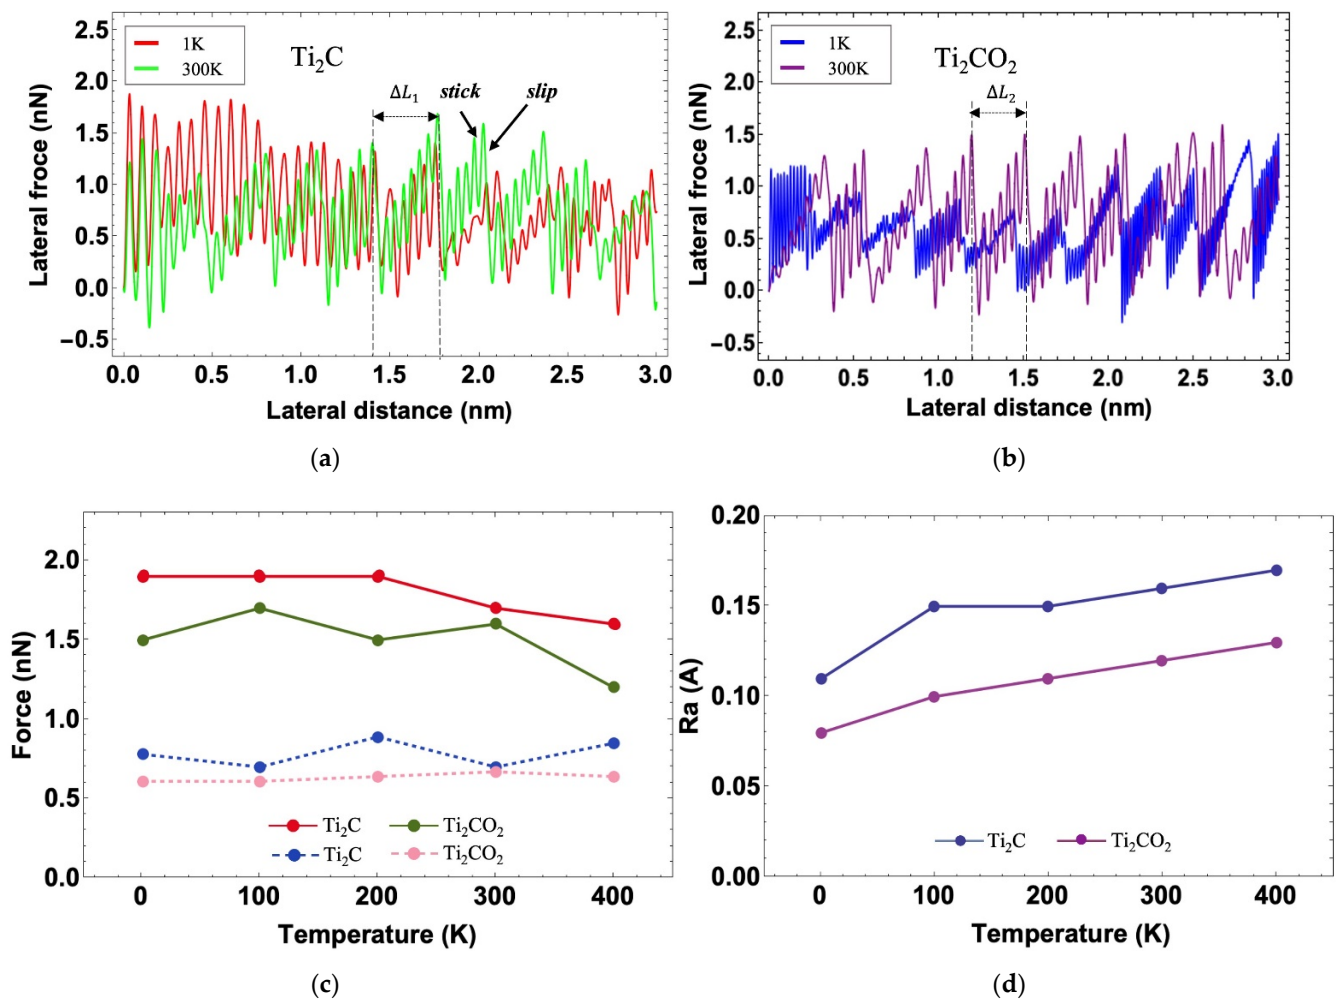 1K
300K
Ti2C
ΔL1
stick
slip
2.5
2.0
1.5
1.0
0.5
0.0
−0.5
Lateral froce (nN)
0.0 0.5 1.0 1.5 2.0 2.5 3.0
Lateral distance (nm)
(a)
1K
300K
Ti2CO2
ΔL2
2.5
2.0
1.5
1.0
0.5
0.0
−0.5
Lateral froce (nN)
0.0 0.5 1.0 1.5 2.0 2.5 3.0
Lateral distance (nm)
(b)
2.0
1.5
1.0
0.5
0.0
Force (nN)
Ti2C Ti2CO2
Ti2C Ti2CO2
0 100 200 300 400
Temperature (K)
(c)
0.20
0.15
0.10
0.05
0.00
Ra (A)
Ti2C Ti2CO2
0 100 200 300 400
Temperature (K)
(d)